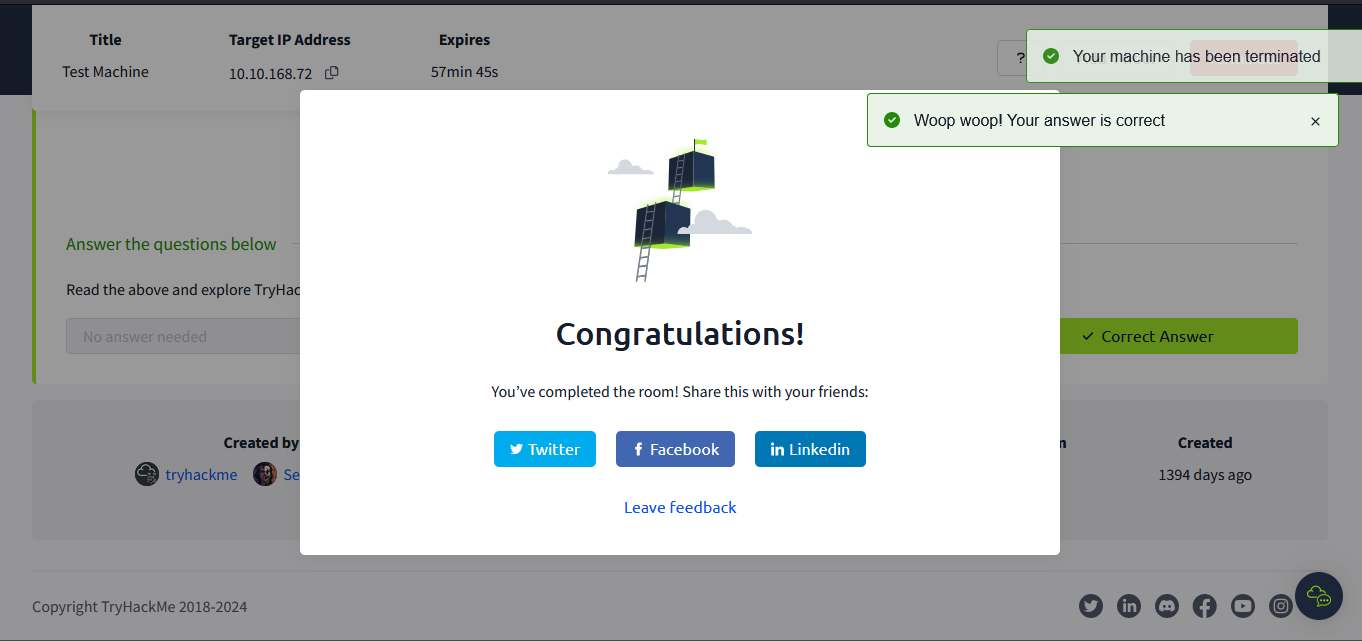 Title Target IP Address Expires
Test Machine 10.10.168.72 57min 45s ?
Your machine has been terminated
Woop woop! Your answer is correct ×
Answer the questions below
Read the above and explore TryHac
No answer needed
Correct Answer
Congratulations!
You’ve completed the room! Share this with your friends:
Twitter Facebook Linkedin
Leave feedback
Created by Created
tryhackme Se 1394 days ago
Copyright TryHackMe 2018-2024